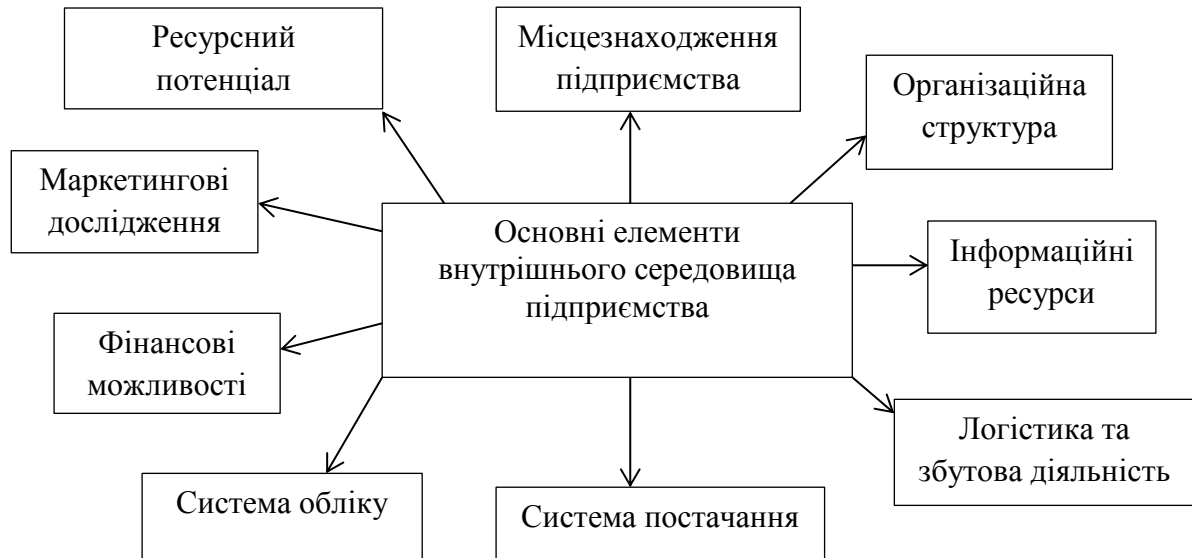 Ресурсний
потенціал
Місцезнаходження
підприємства
Організаційна
структура
Маркетингові
дослідження
Основні елементи
внутрішнього середовища
підприємства
Інформаційні
ресурси
Фінансові
можливості
Логістика та
збутова діяльність
Система обліку
Система постачання